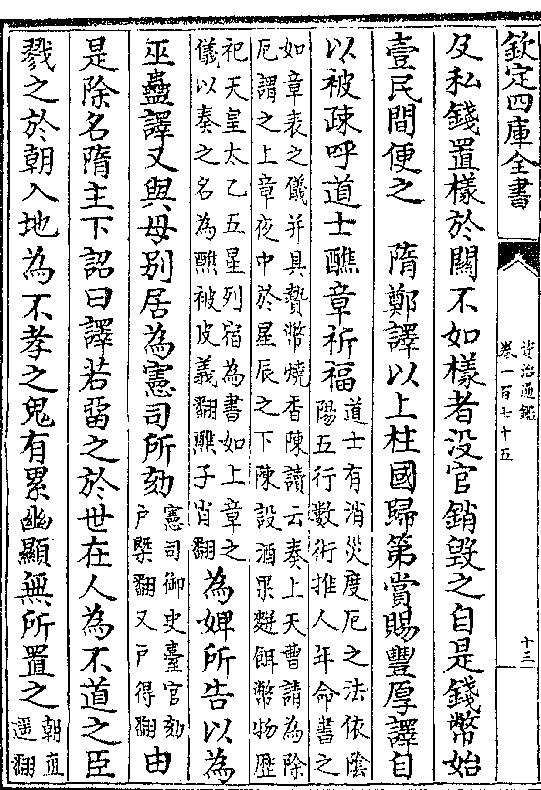 欽定四庫全書
資治通鑑
卷一百七十五
十三
及私錢置樣於關不如樣者没官銷毀之自是錢幣始
壹民間便之　隋鄭譯以上柱國歸第賞賜豐厚譯自
以被疎呼道士醮章祈福
道士有消災度厄之法依陰
陽五行數術推人年命書之
如章表之儀并具贄幣燒香陳讀云奏上天曹請為除
厄謂之上章夜中於星辰之下陳設酒果麪餌幣物歷
祀天皇太乙五星列宿為書如上章之
儀以奏之名為醮被皮義翻醮子肖翻
為婢所告以為
巫蠱譯又與母别居為憲司所劾
憲司御史臺官劾
户槩翻又户得翻
由
是除名隋主下詔曰譯若留之於世在人為不道之臣
戮之於朝入地為不孝之鬼有累幽顯無所置之
朝直
遥翻